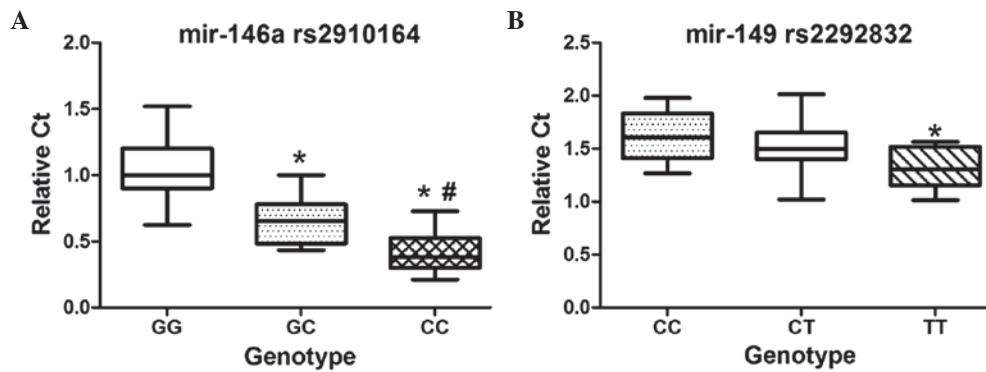 A
mir-146a rs2910164
Relative Ct
2.0
1.5
1.0
0.5
0.0
*
* #
GG GC CC
Genotype
B
mir-149 rs2292832
Relative Ct
2.5
2.0
1.5
1.0
0.5
0.0
*
CC CT TT
Genotype